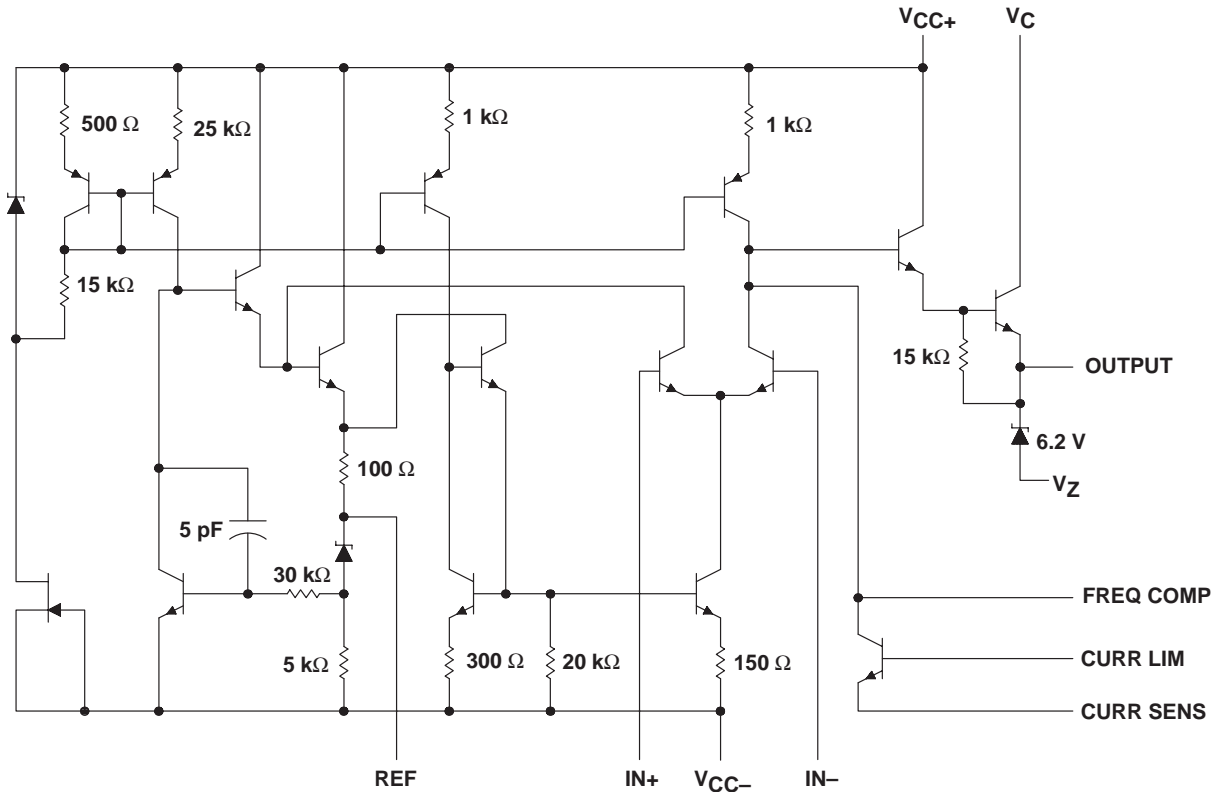 VCC+
VC
500 Ω
25 kΩ
1 kΩ
1 kΩ
15 kΩ
15 kΩ
OUTPUT
6.2 V
VZ
100 Ω
5 pF
30 kΩ
5 kΩ
300 Ω
20 kΩ
150 Ω
FREQ COMP
CURR LIM
CURR SENS
REF
IN+
VCC–
IN–